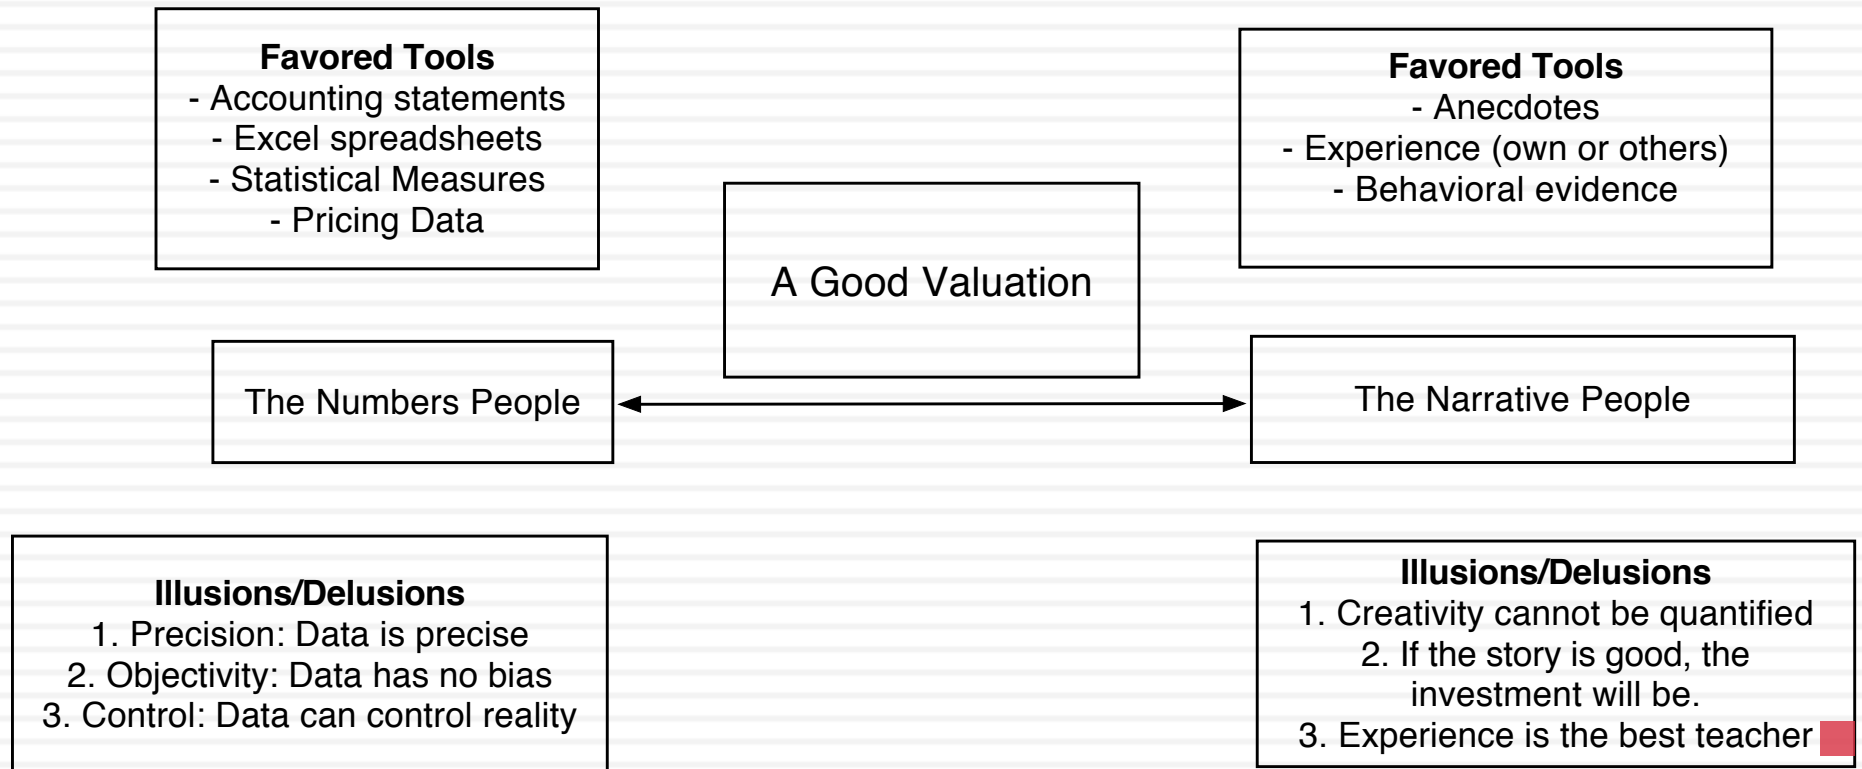 Favored Tools
- Accounting statements
- Excel spreadsheets
- Statistical Measures
- Pricing Data
Favored Tools
- Anecdotes
- Experience (own or others)
- Behavioral evidence
A Good Valuation
The Numbers People
The Narrative People
Illusions/Delusions
1. Precision: Data is precise
2. Objectivity: Data has no bias
3. Control: Data can control reality
Illusions/Delusions
1. Creativity cannot be quantified
2. If the story is good, the
investment will be.
3. Experience is the best teacher